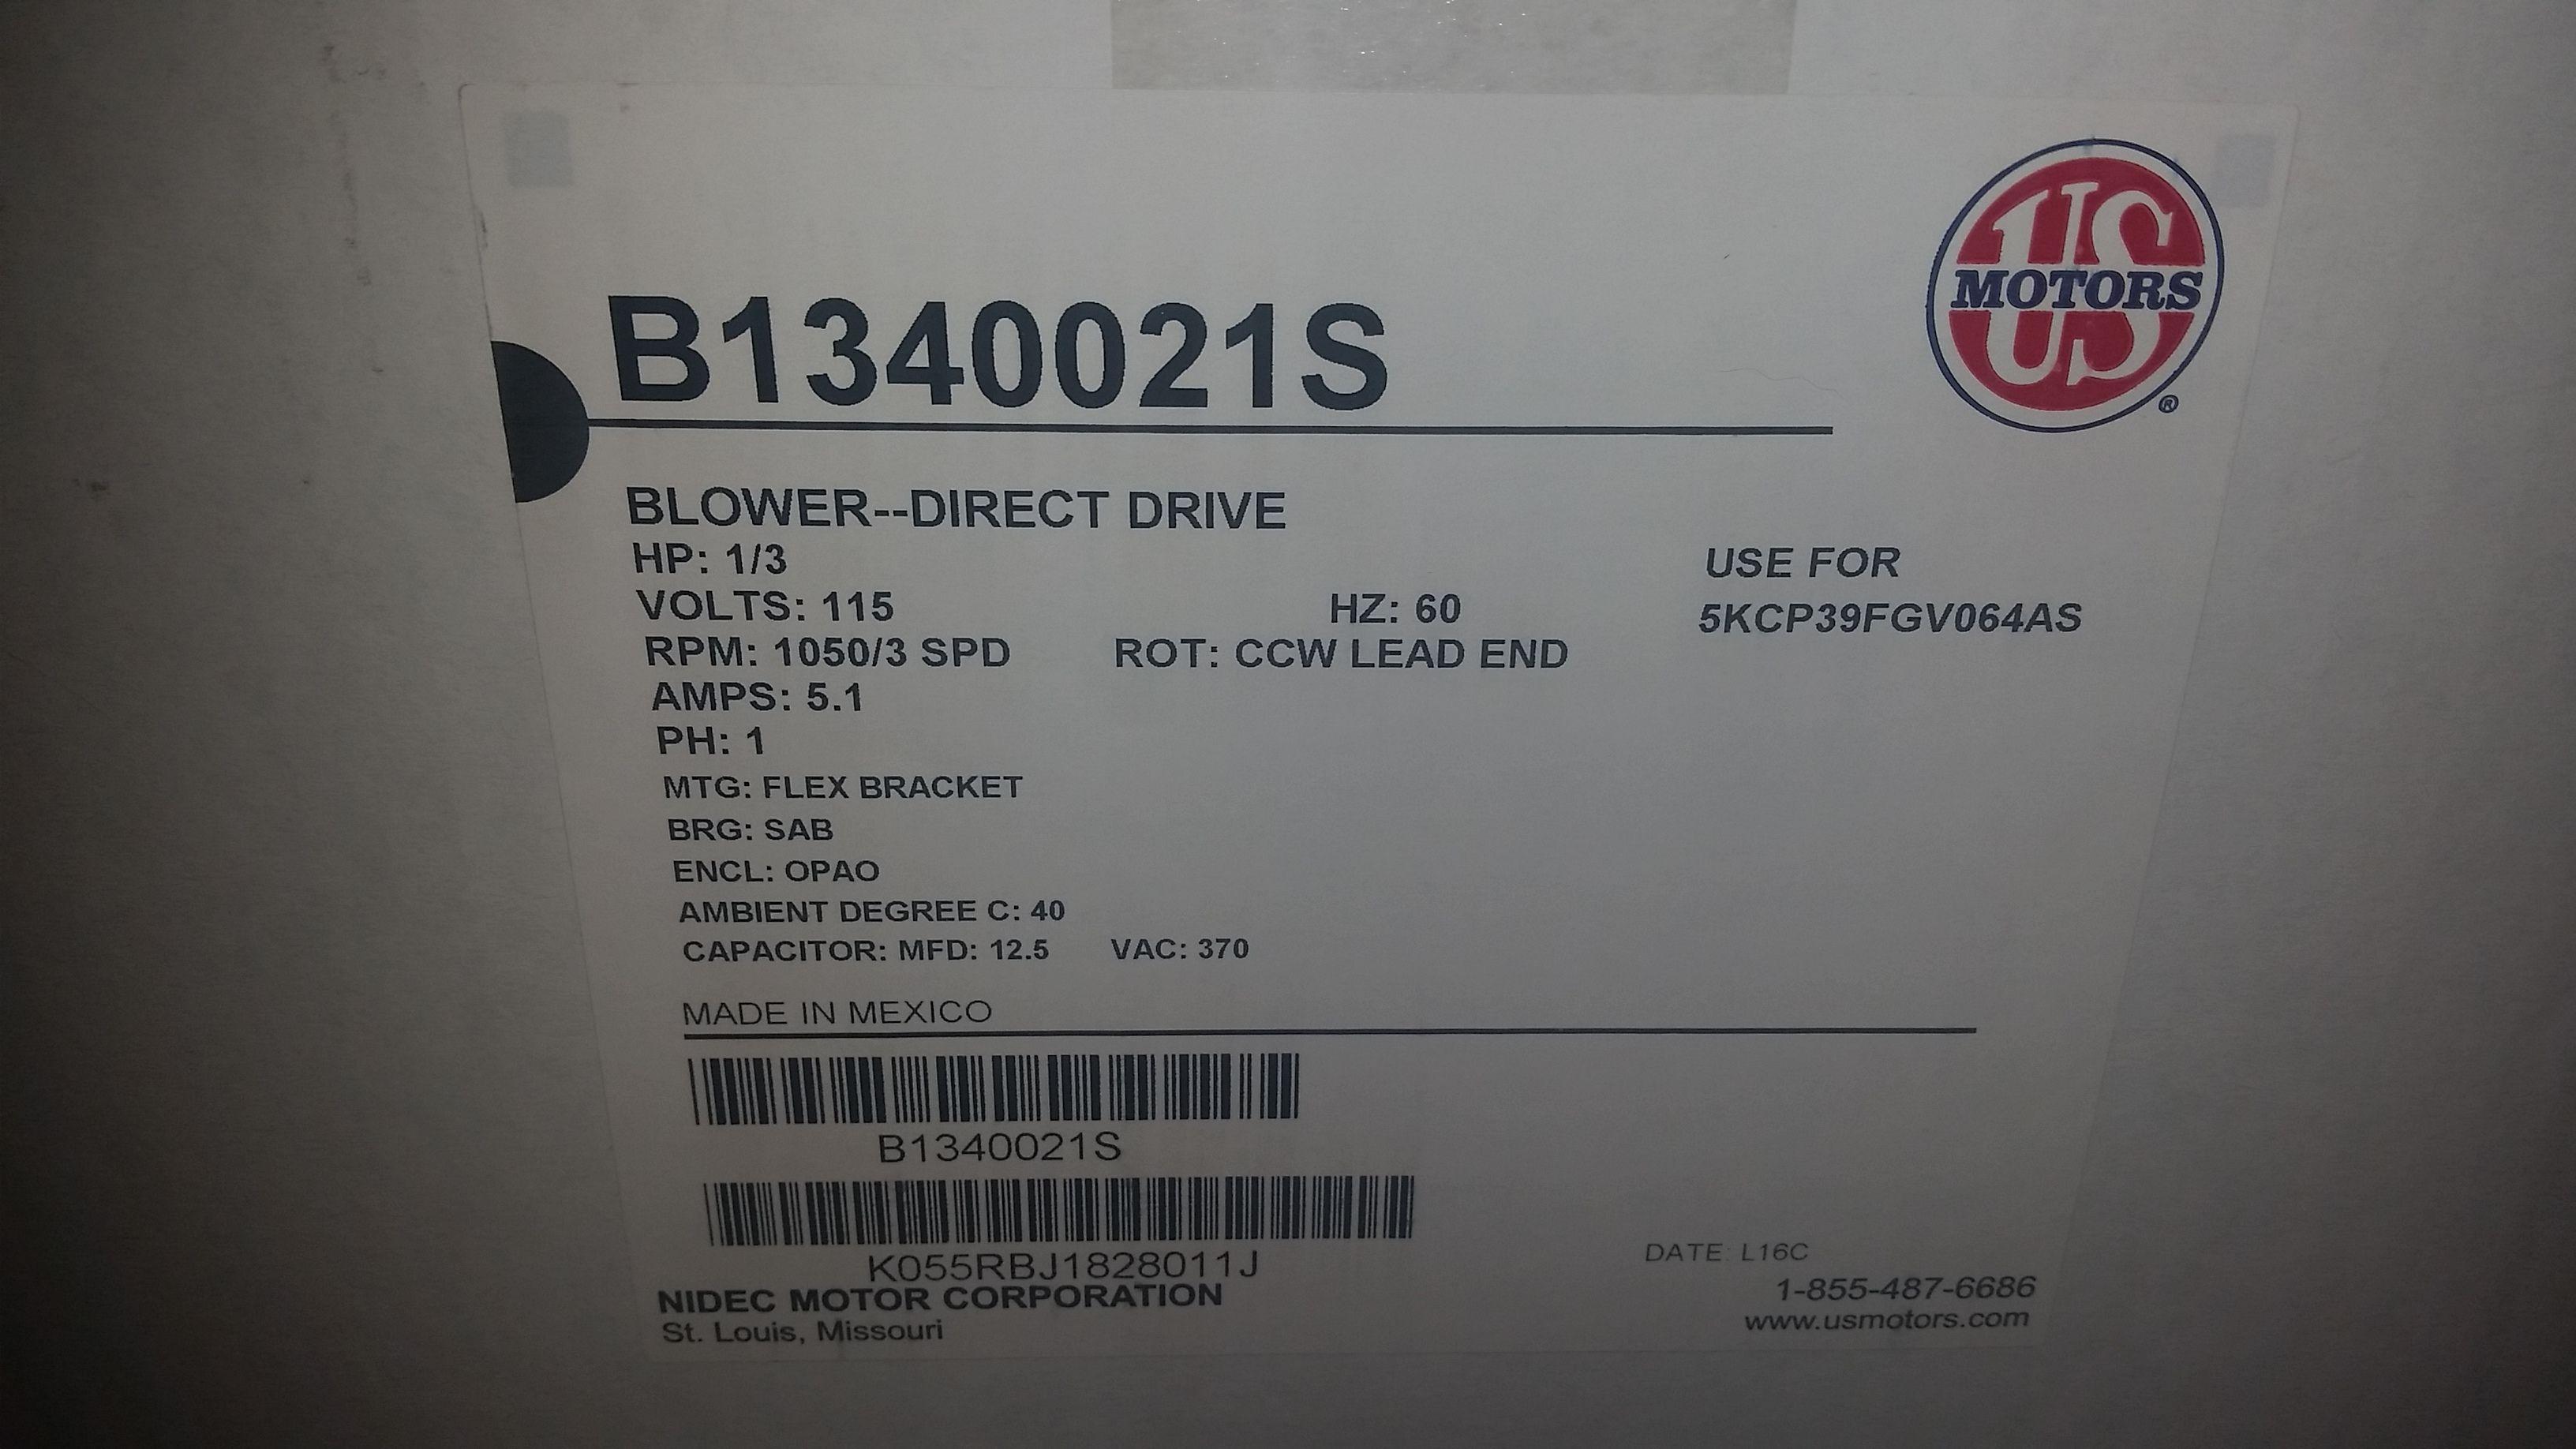 US
MOTORS
US
®
B1340021S
BLOWER--DIRECT DRIVE
HP: 1/3
VOLTS: 115 HZ: 60
RPM: 1050/3 SPD ROT: CCW LEAD END
AMPS: 5.1
PH: 1
USE FOR
5KCP39FGV064AS
MTG: FLEX BRACKET
BRG: SAB
ENCL: OPAO
AMBIENT DEGREE C: 40
CAPACITOR: MFD: 12.5 VAC: 370
MADE IN MEXICO
B1340021S
K055RBJ1828011J
NIDEC MOTOR CORPORATION
St. Louis, Missouri
DATE: L16C
1-855-487-6686
www.usmotors.com